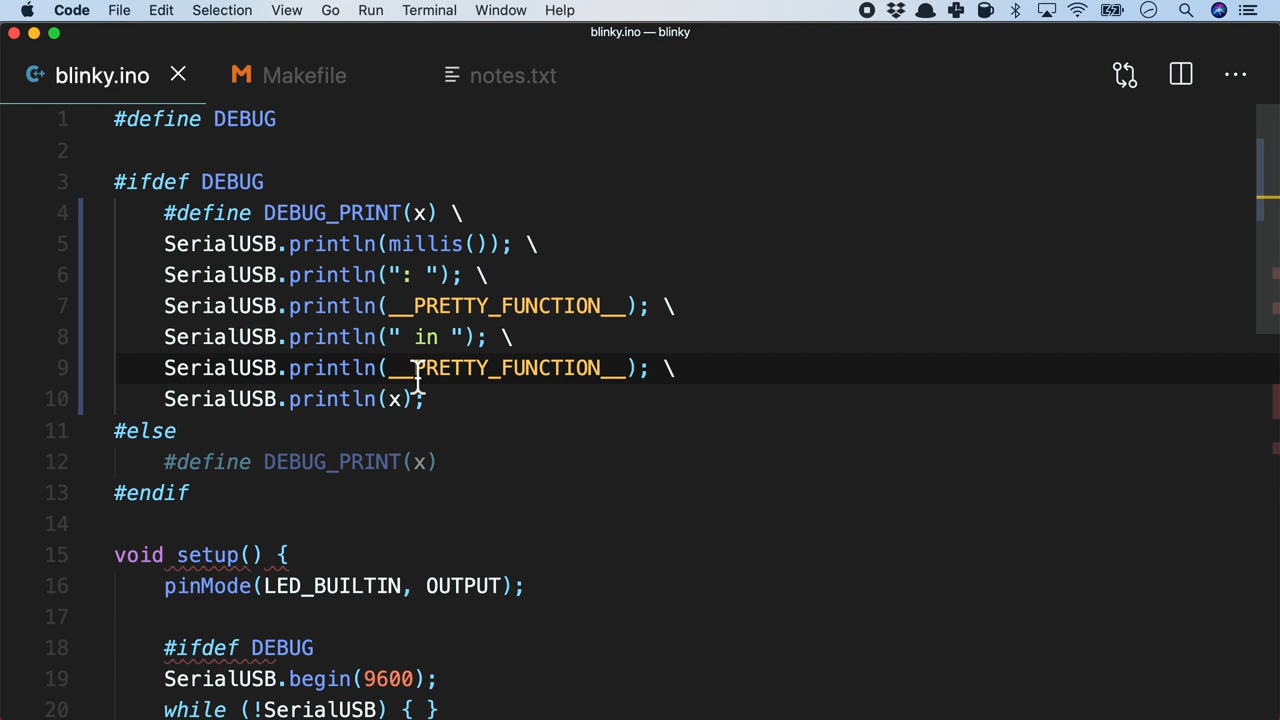 Code File Edit Selection View Go Run Terminal Window Help
blinky.ino — blinky
blinky.ino Makefile notes.txt
1 #define DEBUG
2
3 #ifdef DEBUG
4 #define DEBUG_PRINT(x) \
5 SerialUSB.println(millis()); \
6 SerialUSB.println(": "); \
7 SerialUSB.println(__PRETTY_FUNCTION__); \
8 SerialUSB.println(" in "); \
9 SerialUSB.println(__PRETTY_FUNCTION__); \
10 SerialUSB.println(x);
11 #else
12 #define DEBUG_PRINT(x)
13 #endif
14
15 void setup() {
16 pinMode(LED_BUILTIN, OUTPUT);
17
18 #ifdef DEBUG
19 SerialUSB.begin(9600);
20 while (!SerialUSB) { }